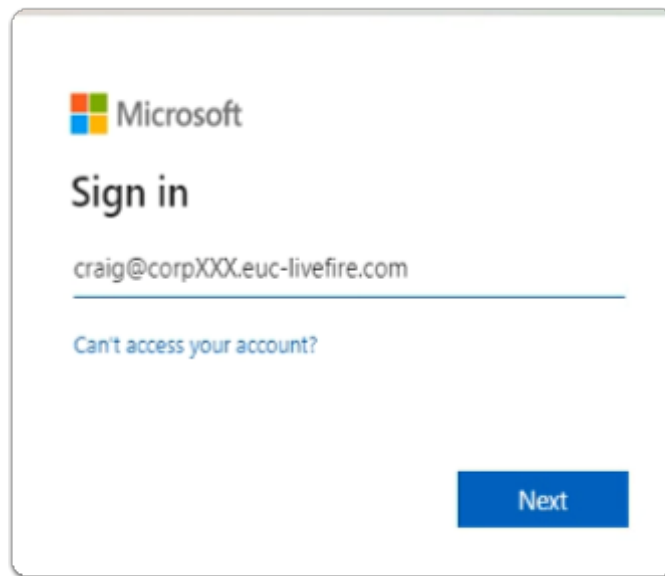 Microsoft
Sign in
craig@corpXXX.euc-livefire.com
Can't access your account?
Next